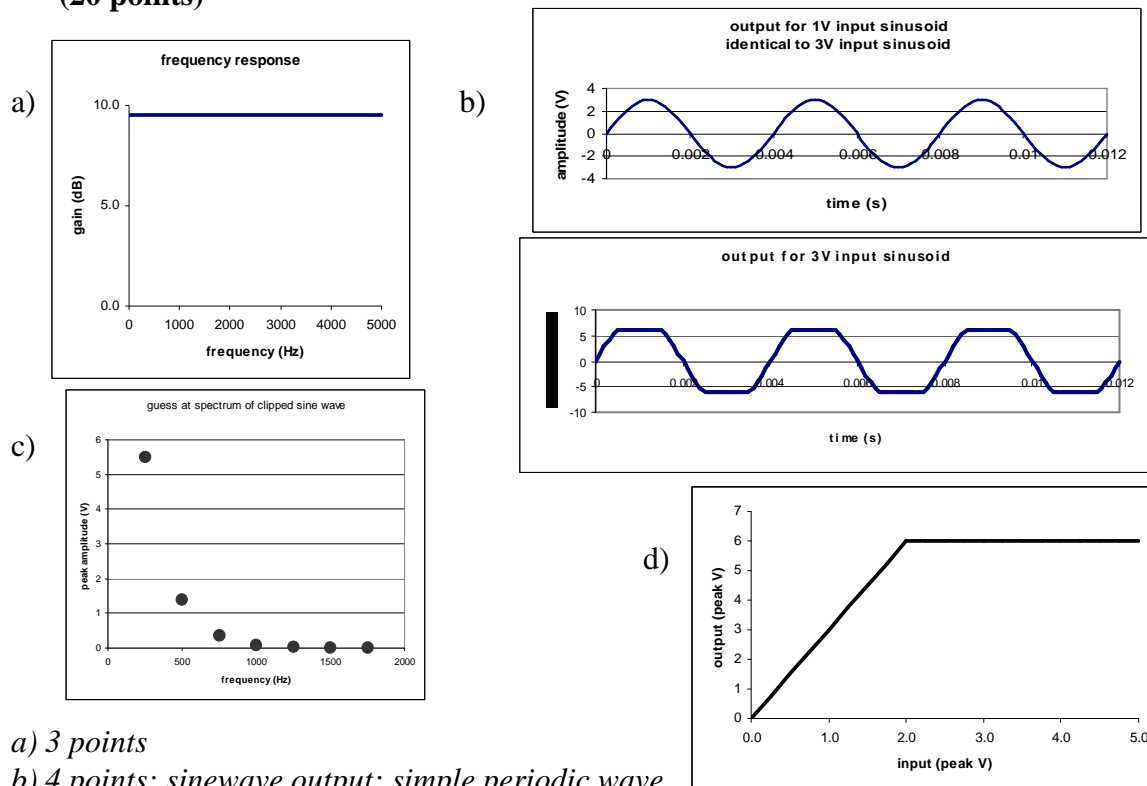 (20 points)
a)
frequency response
10.0
5.0
0.0
gain (dB)
0 1000 2000 3000 4000 5000
frequency (Hz)
b)
output for 1V input sinusoid
identical to 3V input sinusoid
4
2
0
-2
-4
amplitude (V)
0 0.002 0.004 0.006 0.008 0.01 0.012
time (s)
output for 3V input sinusoid
10
5
0
-5
-10
0 0.002 0.004 0.006 0.008 0.01 0.012
time (s)
c)
guess at spectrum of clipped sine wave
6
5
4
3
2
1
0
peak amplitude (V)
0 500 1000 1500 2000
frequency (Hz)
d)
7
6
5
4
3
2
1
0
output (peak V)
0.0 1.0 2.0 3.0 4.0 5.0
input (peak V)
a) 3 points
b) 4 points: sinewave output; simple periodic wave